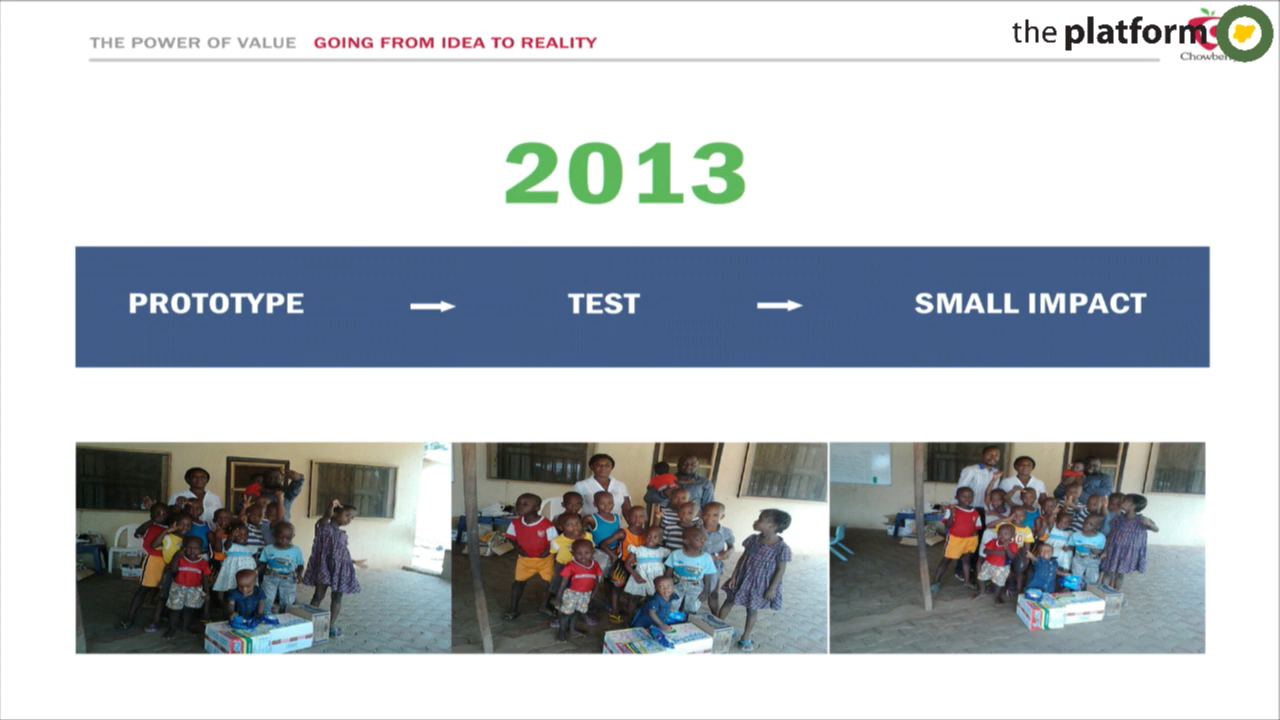 THE POWER OF VALUE GOING FROM IDEA TO REALITY
the platform
2013
PROTOTYPE → TEST → SMALL IMPACT